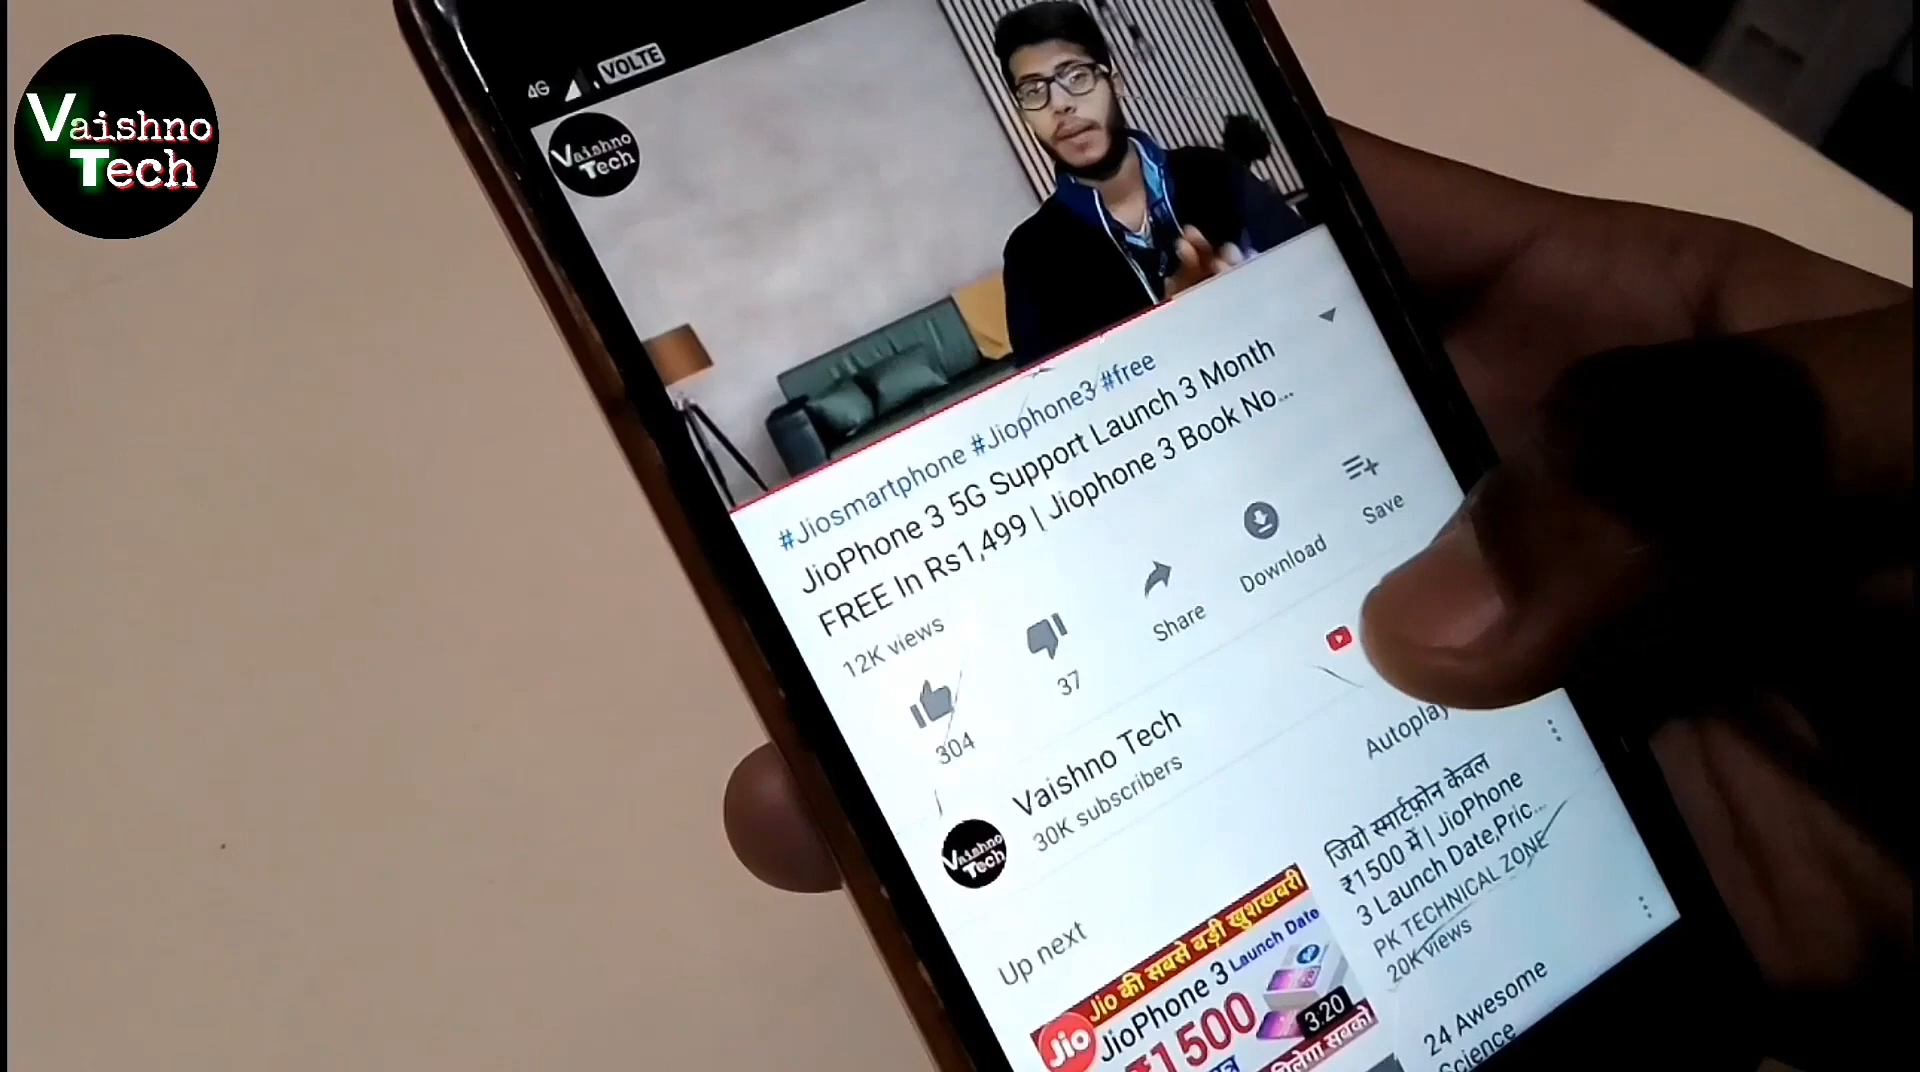 Vaishno
Tech
4G VOLTE
Vaishno
Tech
#Jiosmartphone #Jiophone3 #free
JioPhone 3 5G Support Launch 3 Month
FREE In Rs1,499 | Jiophone 3 Book No...
12K views
304
37
Share
Download
Save
Vaishno Tech
30K subscribers
Vaishno
Tech
Up next
Autoplay
Jio की सबसे बड़ी खुशखबरी
JioPhone 3 Launch Date
Jio
₹1500
3:20
मिलेगा सबको
जियो स्मार्टफ़ोन केवल
₹1500 में | JioPhone
3 Launch Date,Pric...
PK TECHNICAL ZONE
20K views
24 Awesome
Science